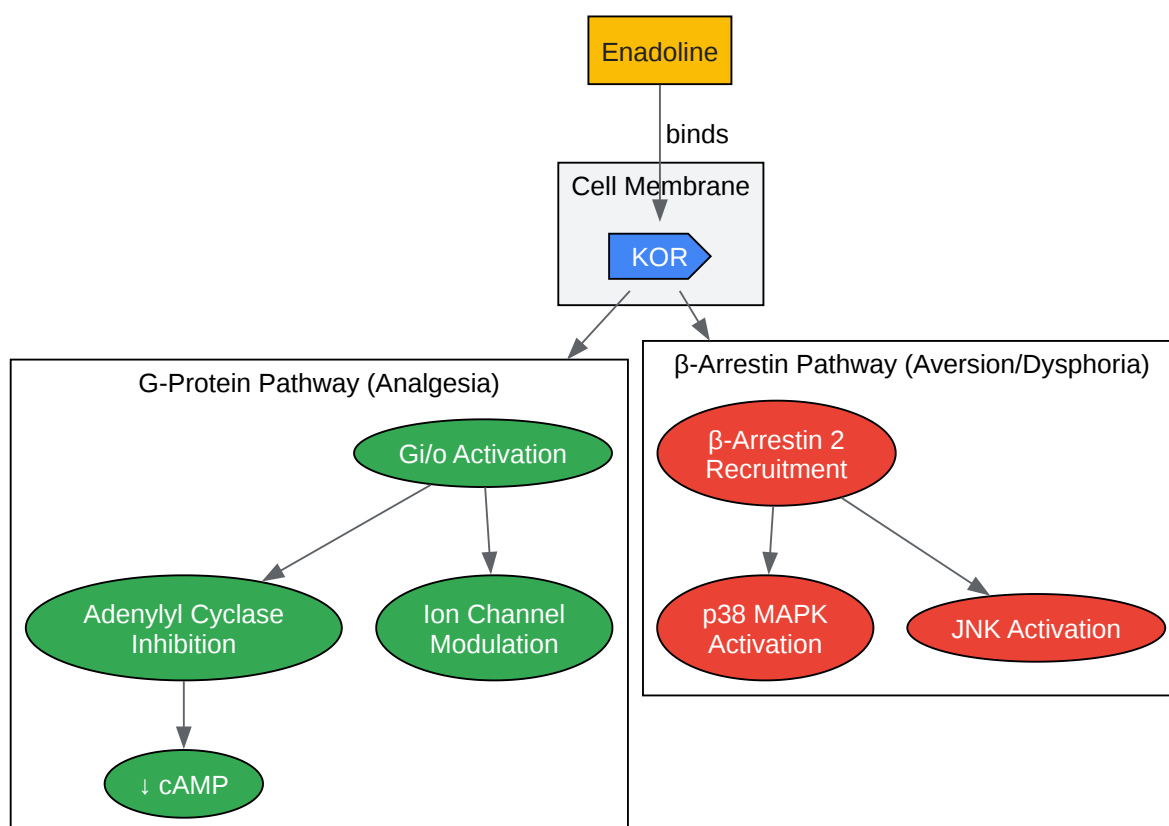 Enadoline
binds
Cell Membrane
KOR
G-Protein Pathway (Analgesia)
Gi/o Activation
Adenylyl Cyclase
Inhibition
Ion Channel
Modulation
↓ cAMP
β-Arrestin Pathway (Aversion/Dysphoria)
β-Arrestin 2
Recruitment
p38 MAPK
Activation
JNK Activation